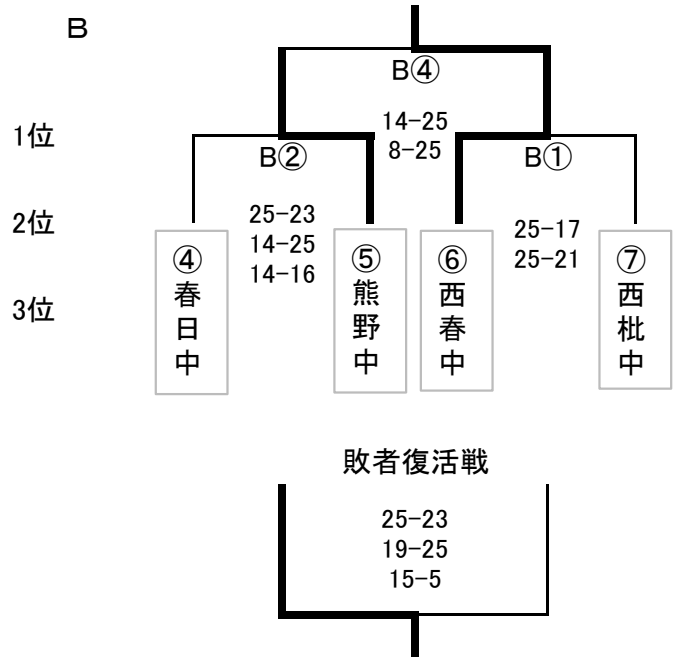 B
B④
14-25
8-25
1位
B②
B①
2位
25-23
14-25
14-16
25-17
25-21
3位
④春日中
⑤熊野中
⑥西春中
⑦西枇中
敗者復活戦
25-23
19-25
15-5